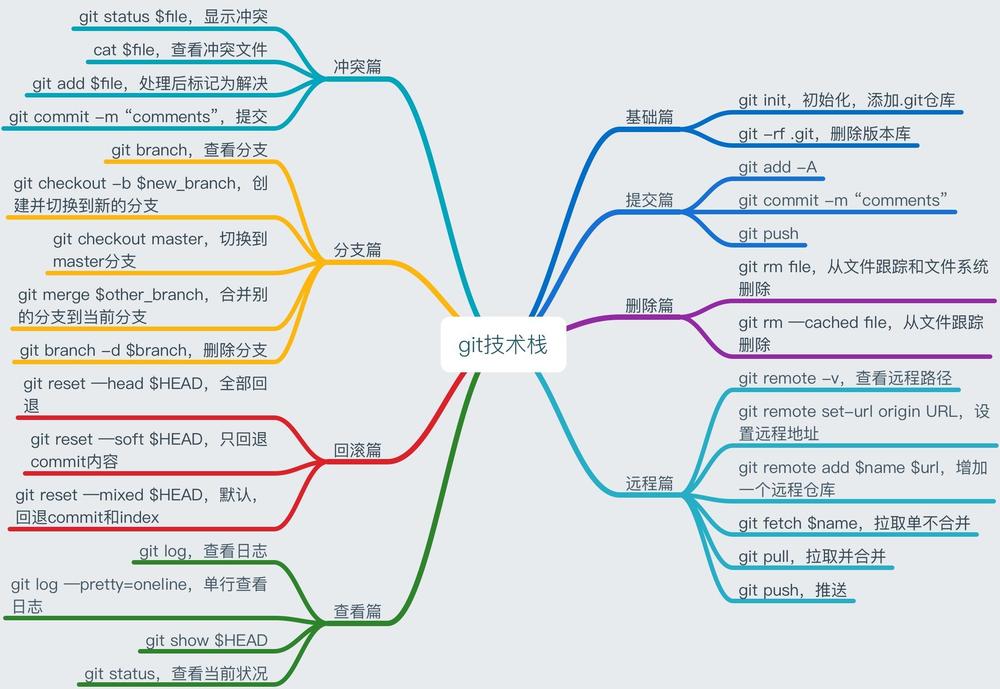 git技术栈
冲突篇
git status $file，显示冲突
cat $file，查看冲突文件
git add $file，处理后标记为解决
git commit -m “comments”，提交
分支篇
git branch，查看分支
git checkout -b $new_branch，创
建并切换到新的分支
git checkout master，切换到
master分支
git merge $other_branch，合并别
的分支到当前分支
git branch -d $branch，删除分支
回滚篇
git reset —head $HEAD，全部回
退
git reset —soft $HEAD，只回退
commit内容
git reset —mixed $HEAD，默认，
回退commit和index
查看篇
git log，查看日志
git log —pretty=oneline，单行查看
日志
git show $HEAD
git status，查看当前状况
基础篇
git init，初始化，添加.git仓库
git -rf .git，删除版本库
提交篇
git add -A
git commit -m “comments”
git push
删除篇
git rm file，从文件跟踪和文件系统
删除
git rm —cached file，从文件跟踪
删除
远程篇
git remote -v，查看远程路径
git remote set-url origin URL，设
置远程地址
git remote add $name $url，增加
一个远程仓库
git fetch $name，拉取单不合并
git pull，拉取并合并
git push，推送